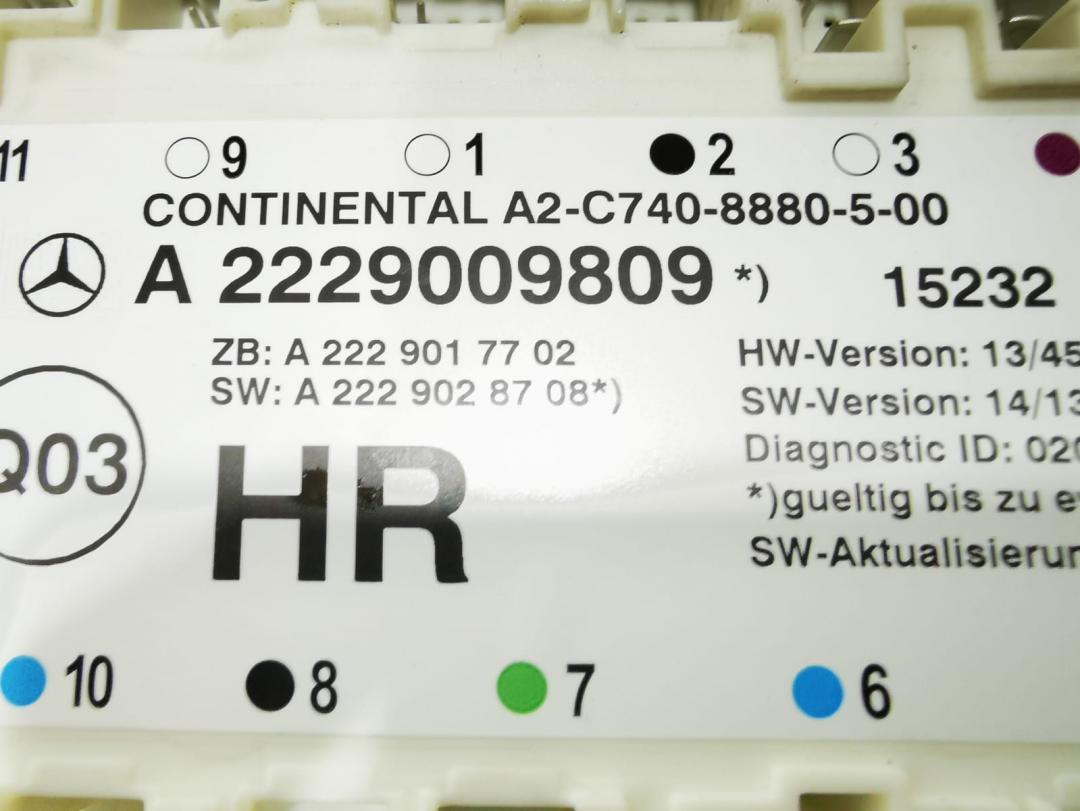 11 9 1 2 3
CONTINENTAL A2-C740-8880-5-00
A 2229009809 *) 15232
ZB: A 222 901 77 02
SW: A 222 902 87 08*)
HW-Version: 13/45
SW-Version: 14/13
Diagnostic ID: 020
*)gueltig bis zu
SW-Aktualisierun
Q03
HR
10 8 7 6